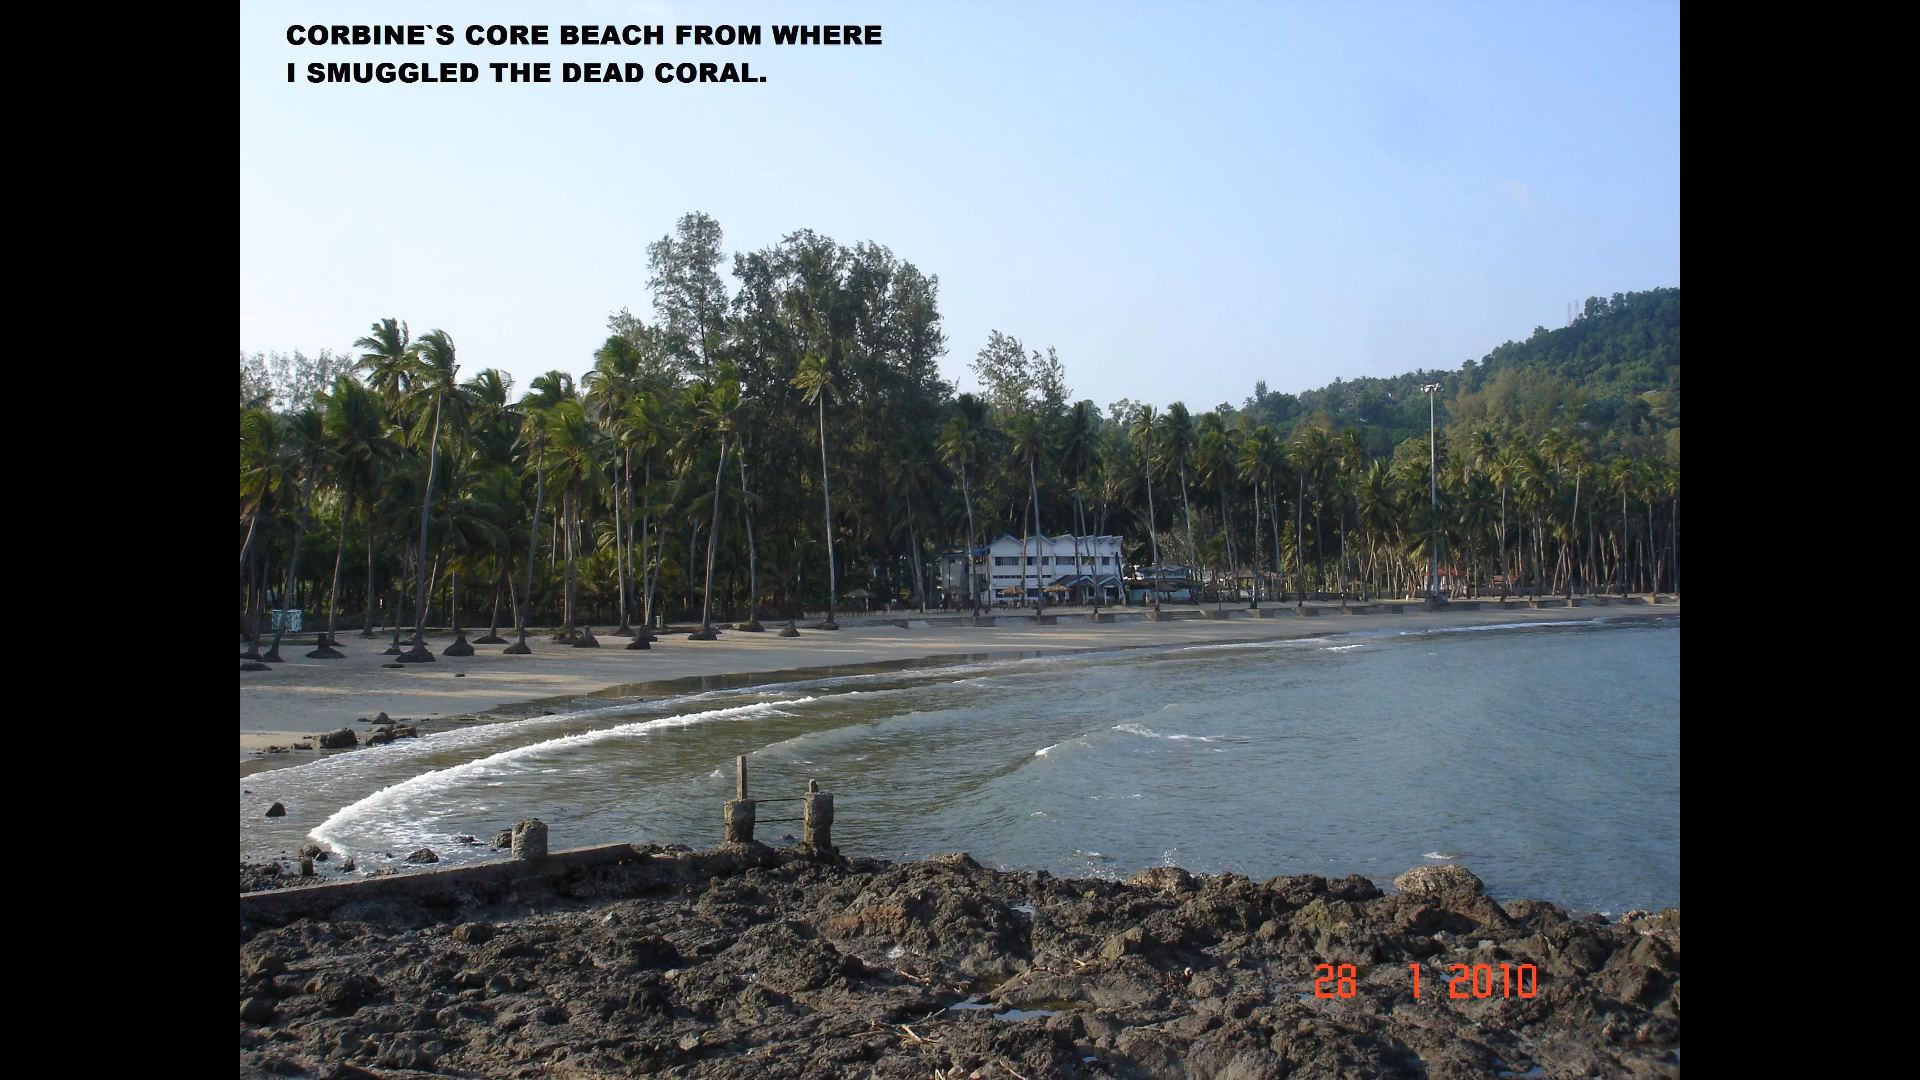 CORBINE`S CORE BEACH FROM WHERE
I SMUGGLED THE DEAD CORAL.
28 1 2010